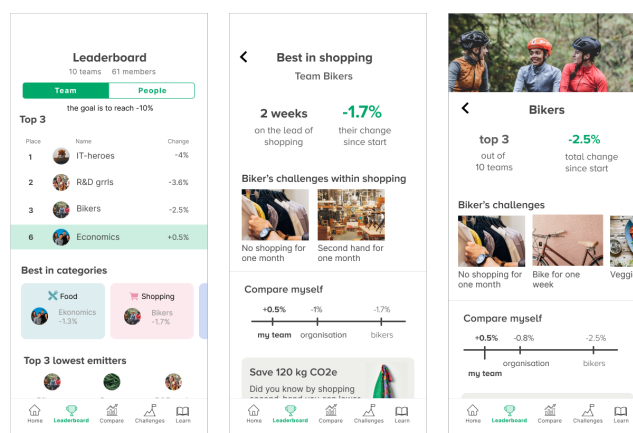 Leaderboard
10 teams 61 members
Team People
the goal is to reach -10%
Top 3
Place Name Change
1 IT-heroes -4%
2 R&D grrls -3.6%
3 Bikers -2.5%
6 Economics +0.5%
Best in categories
Food
Ekonomics
-1.3%
Shopping
Bikers
-1.7%
Top 3 lowest emitters
Home Leaderboard Compare Challenges Learn
Best in shopping
Team Bikers
2 weeks
on the lead of
shopping
-1.7%
their change
since start
Biker's challenges within shopping
No shopping for
one month
Second hand for
one month
Compare myself
+0.5% -1% -1.7%
my team organisation bikers
Save 120 kg CO2e
Did you know by shopping
second-hand you can lower
Home Leaderboard Compare Challenges Learn
Bikers
top 3
out of
10 teams
-2.5%
total change
since start
Biker's challenges
No shopping for
one month
Bike for one
week
Veggi
Compare myself
+0.5% -0.8% -2.5%
organisation bikers
my team
Home Leaderboard Compare Challenges Learn